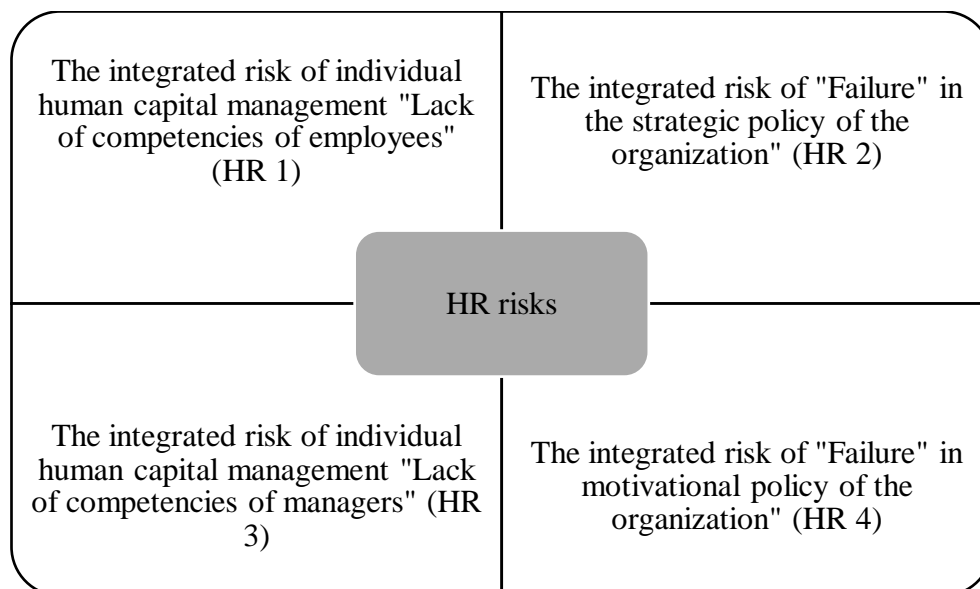 The integrated risk of individual
human capital management "Lack
of competencies of employees"
(HR 1)
The integrated risk of "Failure" in
the strategic policy of the
organization" (HR 2)
HR risks
The integrated risk of individual
human capital management "Lack
of competencies of managers" (HR
3)
The integrated risk of "Failure" in
motivational policy of the
organization" (HR 4)